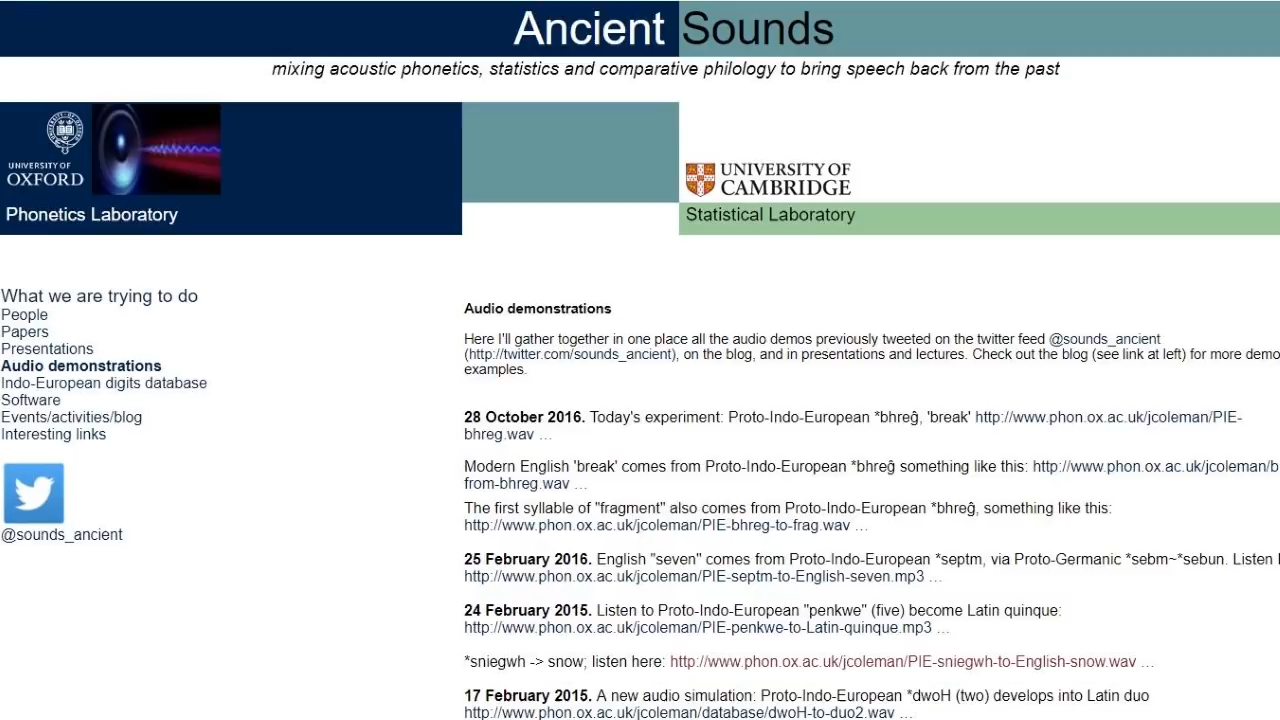 Ancient Sounds
mixing acoustic phonetics, statistics and comparative philology to bring speech back from the past
UNIVERSITY OF
OXFORD
Phonetics Laboratory
UNIVERSITY OF
CAMBRIDGE
Statistical Laboratory
What we are trying to do
People
Papers
Presentations
Audio demonstrations
Indo-European digits database
Software
Events/activities/blog
Interesting links
@sounds_ancient
Audio demonstrations
Here I'll gather together in one place all the audio demos previously tweeted on the twitter feed @sounds_ancient
(http://twitter.com/sounds_ancient), on the blog, and in presentations and lectures. Check out the blog (see link at left) for more demo
examples.
28 October 2016. Today's experiment: Proto-Indo-European *bhreĝ, 'break' http://www.phon.ox.ac.uk/jcoleman/PIE-
bhreg.wav …
Modern English 'break' comes from Proto-Indo-European *bhreĝ something like this: http://www.phon.ox.ac.uk/jcoleman/b
from-bhreg.wav …
The first syllable of "fragment" also comes from Proto-Indo-European *bhreĝ, something like this:
http://www.phon.ox.ac.uk/jcoleman/PIE-bhreg-to-frag.wav …
25 February 2016. English "seven" comes from Proto-Indo-European *septm, via Proto-Germanic *sebm~*sebun. Listen
http://www.phon.ox.ac.uk/jcoleman/PIE-septm-to-English-seven.mp3 …
24 February 2015. Listen to Proto-Indo-European "penkwe" (five) become Latin quinque:
http://www.phon.ox.ac.uk/jcoleman/PIE-penkwe-to-Latin-quinque.mp3 …
*sniegwh -> snow; listen here: http://www.phon.ox.ac.uk/jcoleman/PIE-sniegwh-to-English-snow.wav …
17 February 2015. A new audio simulation: Proto-Indo-European *dwoH (two) develops into Latin duo
http://www.phon.ox.ac.uk/jcoleman/database/dwoH-to-duo2.wav …